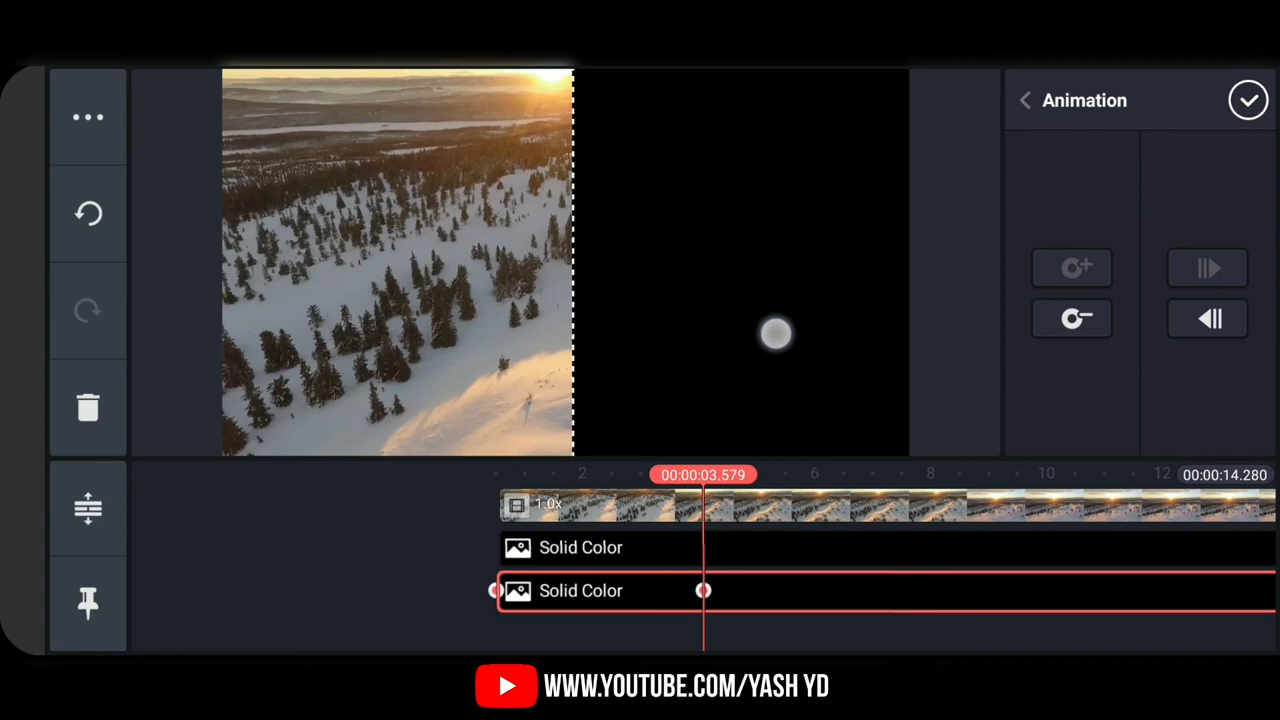 Animation
2
00:00:03.579
6
8
10
12
00:00:14.280
1.0x
Solid Color
Solid Color
WWW.YOUTUBE.COM/YASH YD